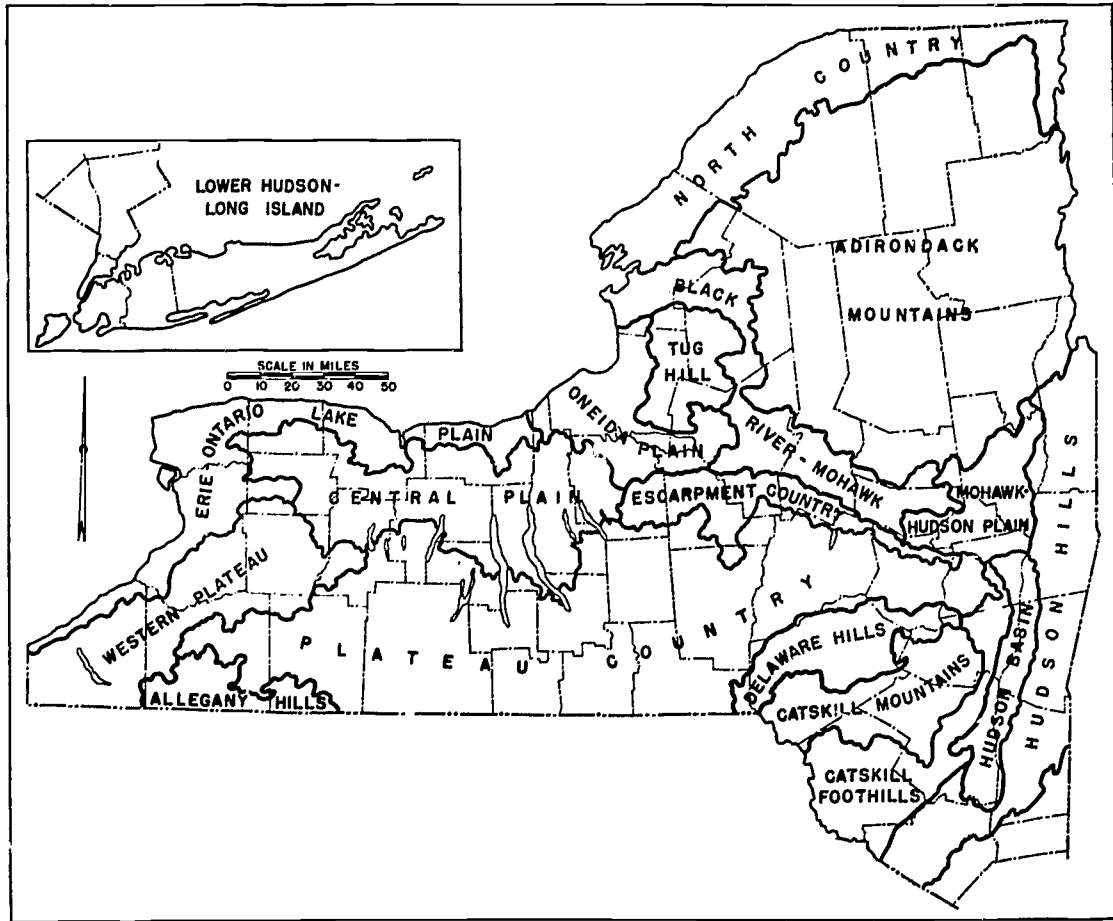 NORTH COUNTRY
LOWER HUDSON-
LONG ISLAND
ADIRONDACK
MOUNTAINS
BLACK
RIVER-MOHAWK
TUG
HILL
SCALE IN MILES
0 10 20 30 40 50
ERIE ONTARIO LAKE PLAIN
ONEIDA PLAIN
CENTRAL PLAIN
ESCARPMENT COUNTRY
MOHAWK-
HUDSON PLAIN
HUDSON HILLS
WESTERN PLATEAU
PLATEAU COUNTRY
DELAWARE HILLS
ALLEGANY HILLS
CATSKILL MOUNTAINS
HUDSON BASIN
CATSKILL
FOOTHILLS